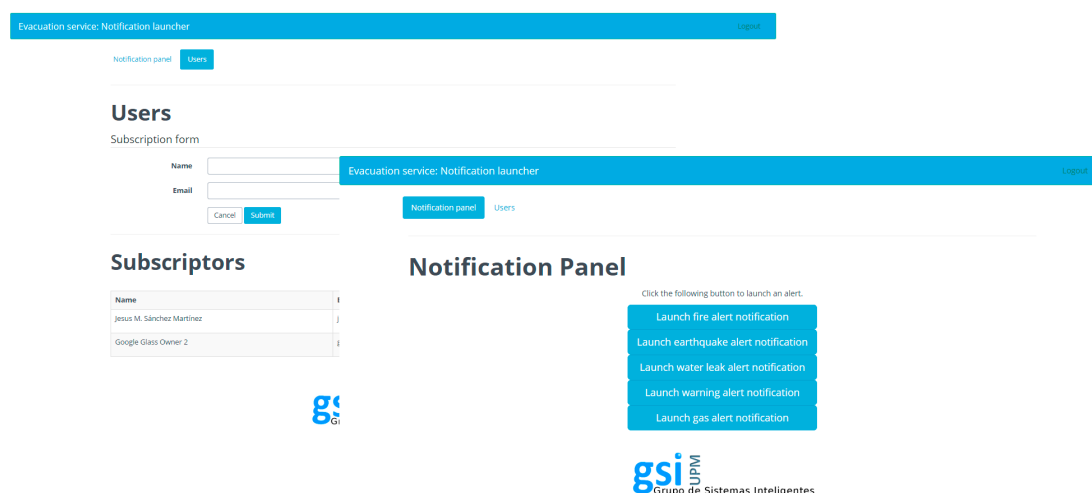 Evacuation service: Notification launcher
Logout
Notification panel
Users
Users
Subscription form
Name
Email
Cancel
Submit
Subscriptors
Name
Jesus M. Sánchez Martínez
Google Glass Owner 2
Evacuation service: Notification launcher
Logout
Notification panel
Users
Notification Panel
Click the following button to launch an alert.
Launch fire alert notification
Launch earthquake alert notification
Launch water leak alert notification
Launch warning alert notification
Launch gas alert notification
gsi UPM
Grupo de Sistemas Inteligentes